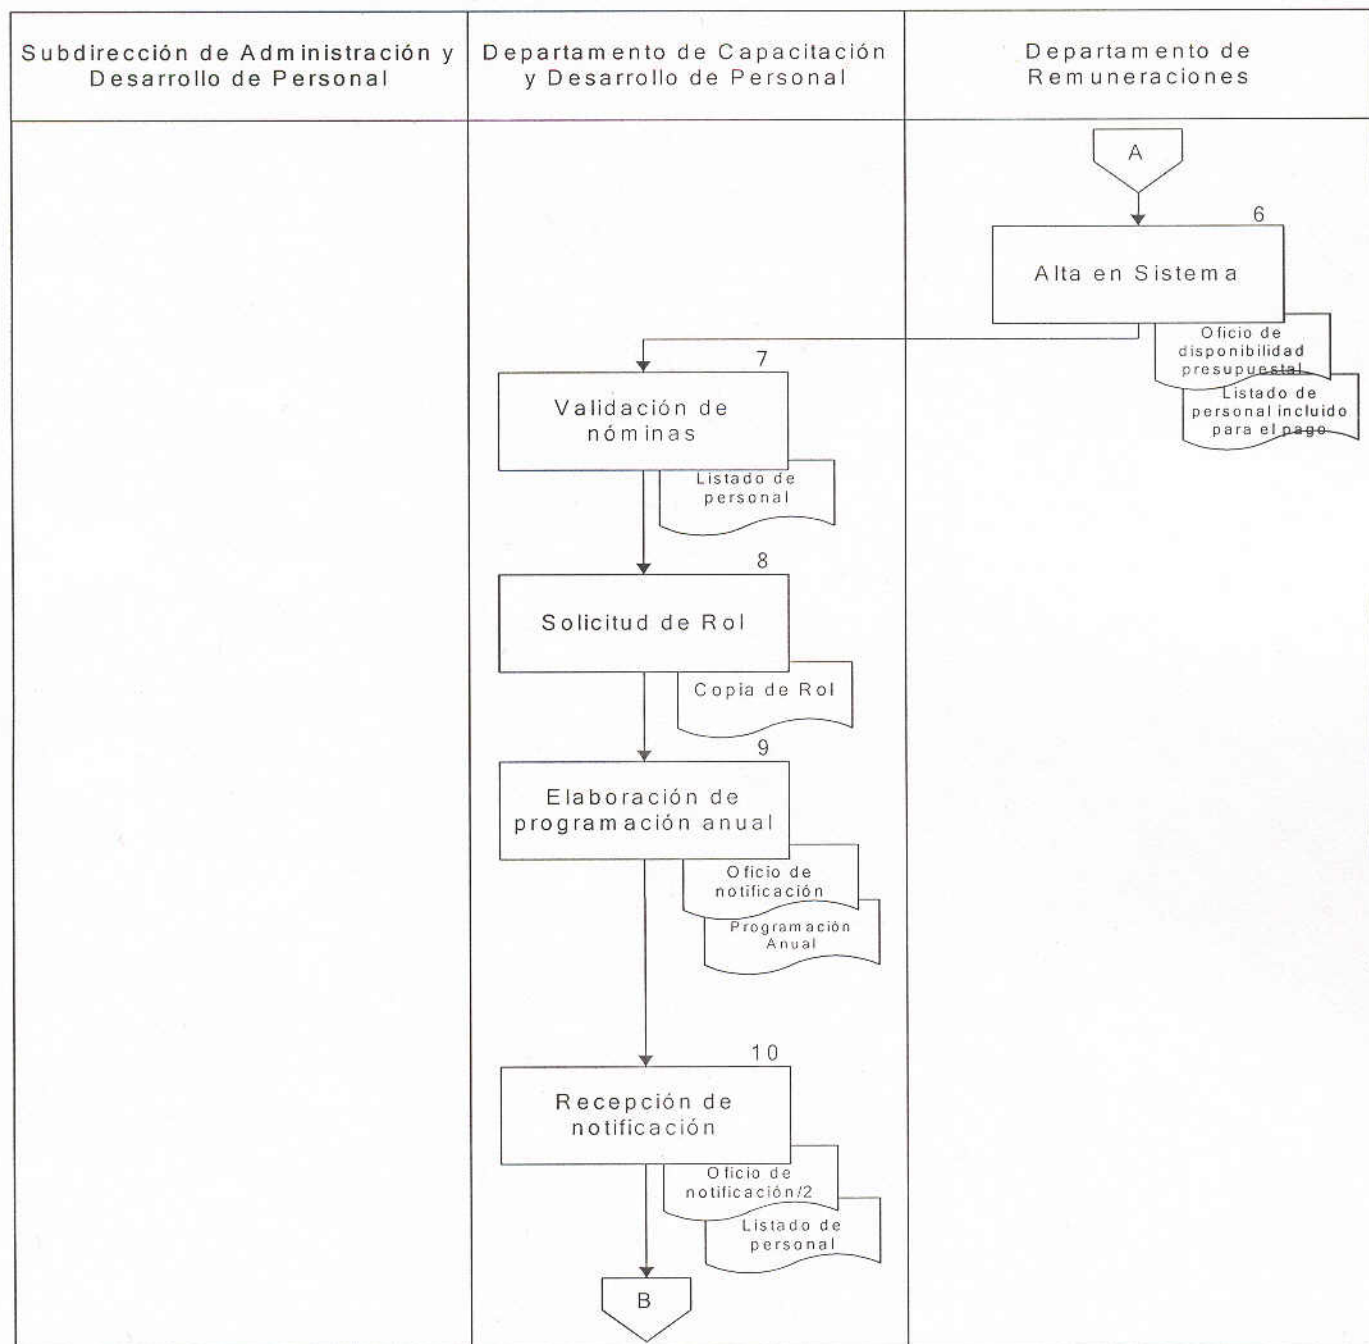 Subdirección de Administración y
Desarrollo de Personal
Departamento de Capacitación
y Desarrollo de Personal
Departamento de
Remuneraciones
A
6
Alta en Sistema
Oficio de
disponibilidad
presupuestal
Listado de
personal incluido
para el pago
7
Validación de
nóminas
Listado de
personal
8
Solicitud de Rol
Copia de Rol
9
Elaboración de
programación anual
Oficio de
notificación
Programación
Anual
10
Recepción de
notificación
Oficio de
notificación/2
Listado de
personal
B